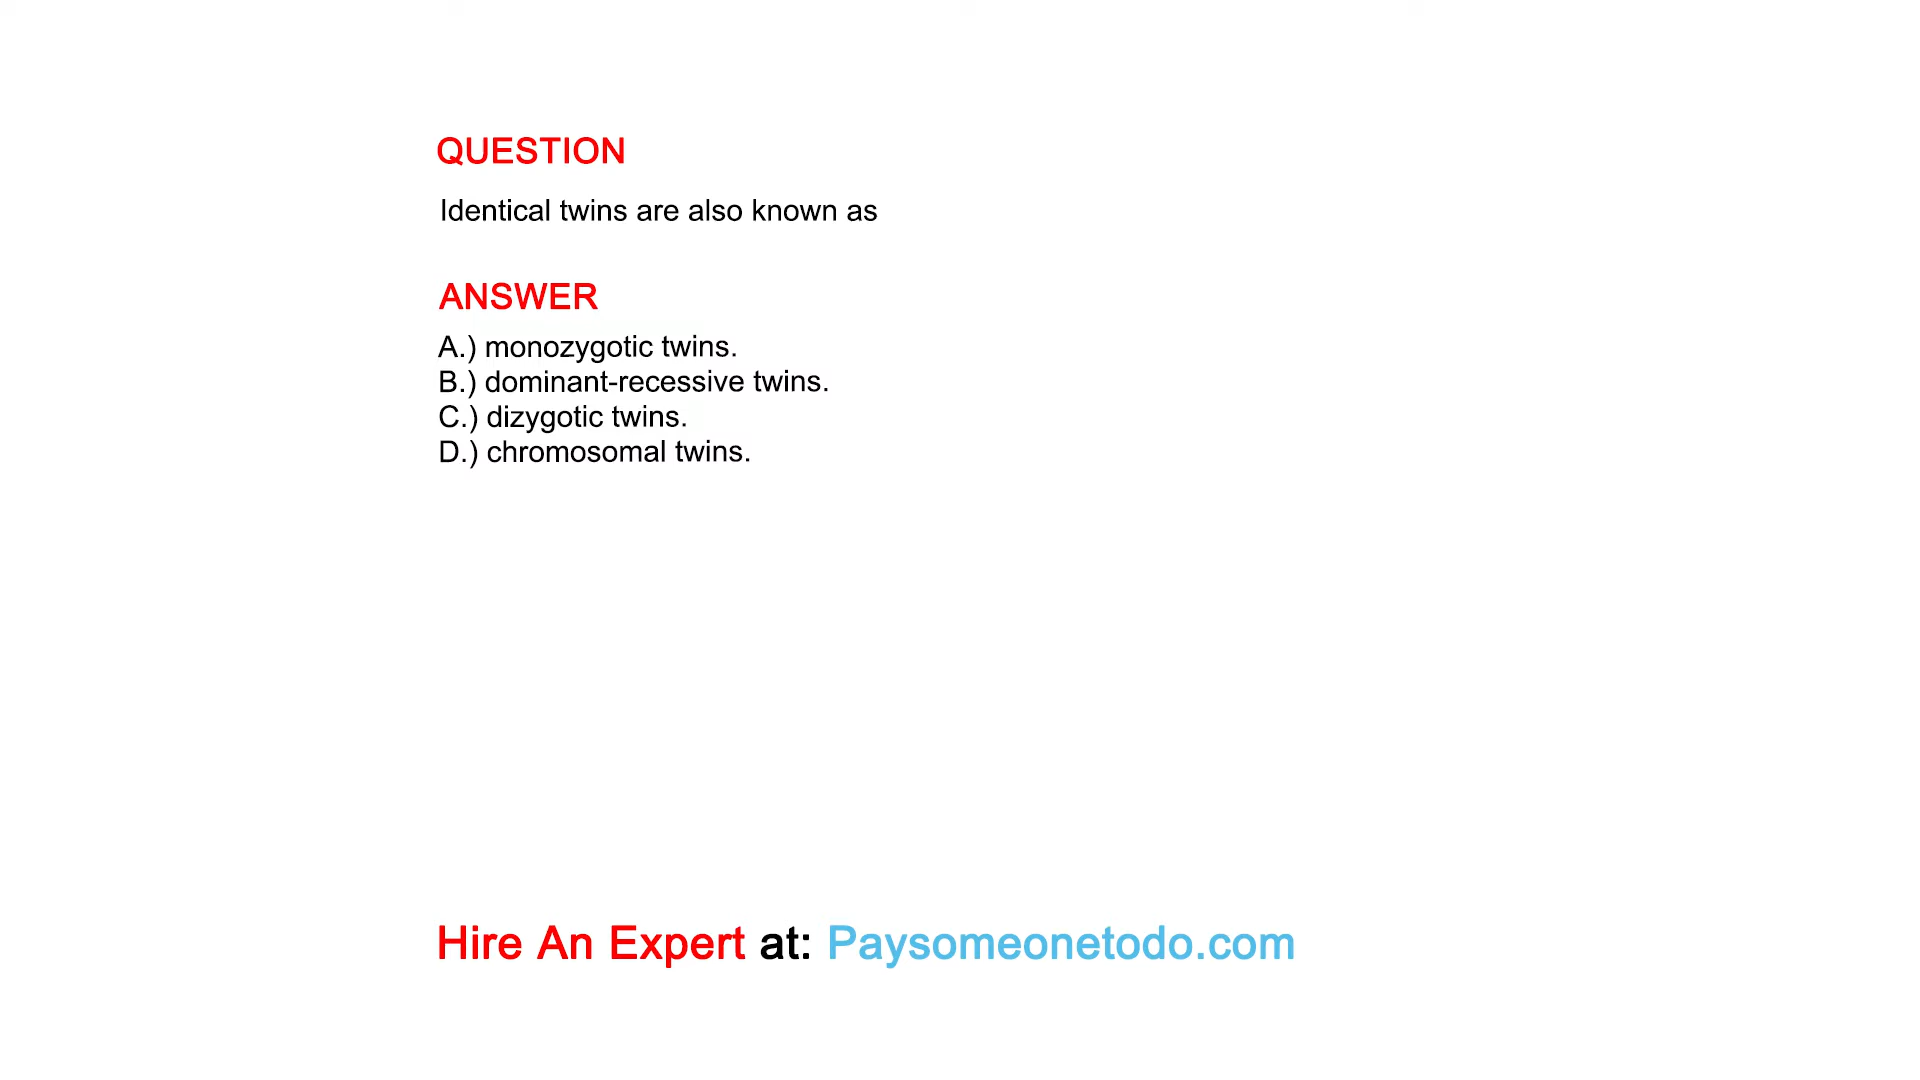 QUESTION
Identical twins are also known as
ANSWER
A.) monozygotic twins.
B.) dominant-recessive twins.
C.) dizygotic twins.
D.) chromosomal twins.
Hire An Expert at: Paysomeonetodo.com